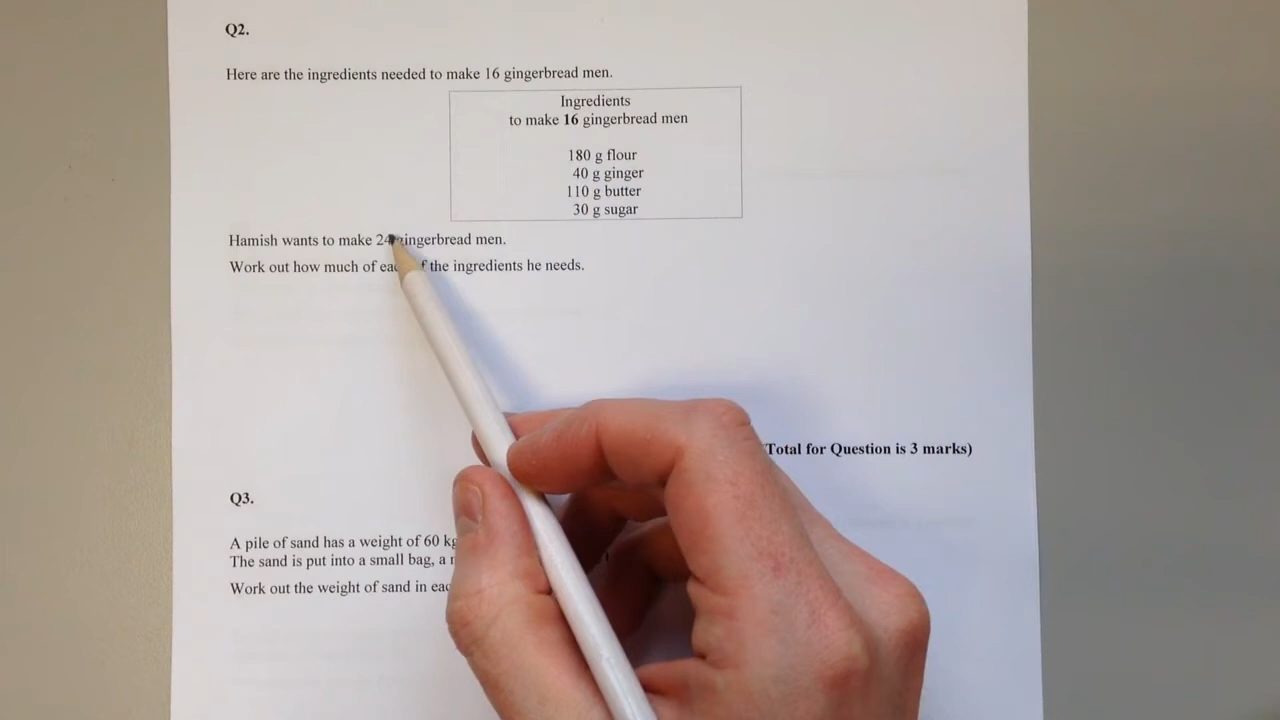 Q2.
Here are the ingredients needed to make 16 gingerbread men.
Ingredients
to make 16 gingerbread men
180 g flour
40 g ginger
110 g butter
30 g sugar
Hamish wants to make 24 gingerbread men.
Work out how much of each of the ingredients he needs.
Total for Question is 3 marks)
Q3.
A pile of sand has a weight of 60 kg
The sand is put into a small bag, a
Work out the weight of sand in